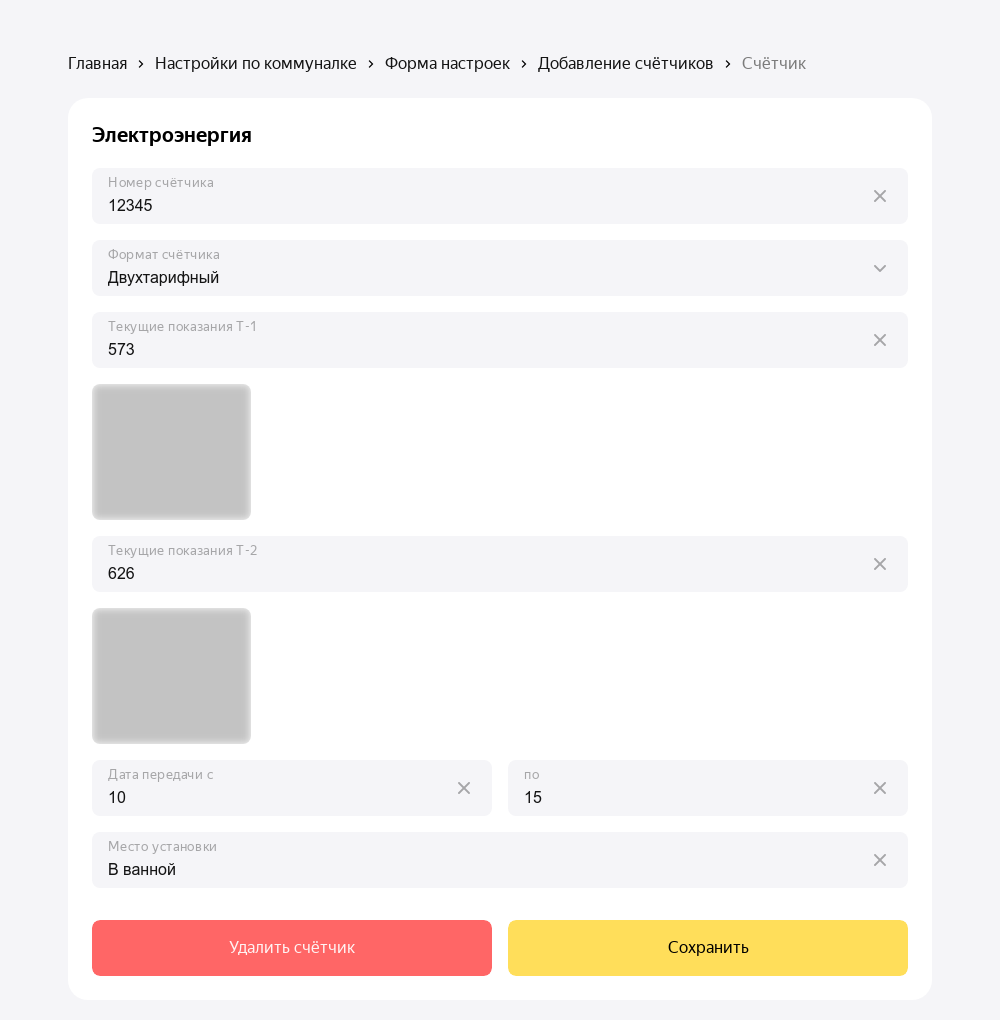 Главная › Настройки по коммуналке › Форма настроек › Добавление счётчиков › Счётчик
Электроэнергия
Номер счётчика
12345
Формат счётчика
Двухтарифный
Текущие показания Т-1
573
Текущие показания Т-2
626
Дата передачи с
10
по
15
Место установки
В ванной
Удалить счётчик
Сохранить